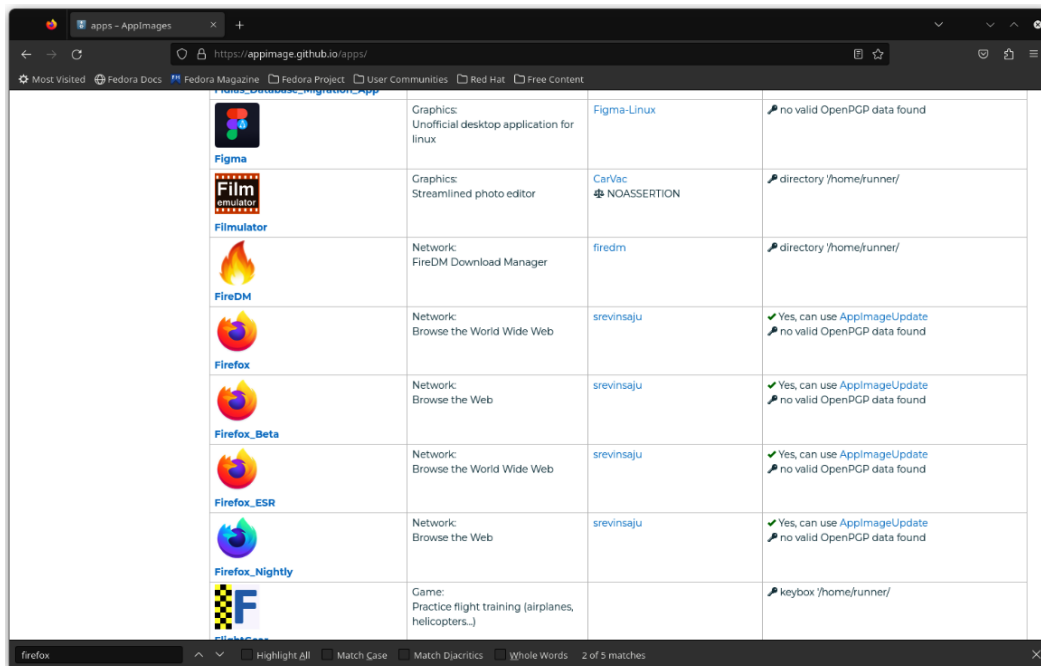 apps – AppImages
https://appimage.github.io/apps/
Most Visited Fedora Docs Fedora Magazine Fedora Project User Communities Red Hat Free Content
Fidias_Database_Migration_App
Graphics:
Unofficial desktop application for
linux
Figma-Linux
no valid OpenPGP data found
Figma
Film
emulator
Graphics:
Streamlined photo editor
CarVac
NOASSERTION
directory '/home/runner/
Filmulator
Network:
FireDM Download Manager
firedm
directory '/home/runner/
FireDM
Network:
Browse the World Wide Web
srevinsaju
Yes, can use AppImageUpdate
no valid OpenPGP data found
Firefox
Network:
Browse the Web
srevinsaju
Yes, can use AppImageUpdate
no valid OpenPGP data found
Firefox_Beta
Network:
Browse the World Wide Web
srevinsaju
Yes, can use AppImageUpdate
no valid OpenPGP data found
Firefox_ESR
Network:
Browse the Web
srevinsaju
Yes, can use AppImageUpdate
no valid OpenPGP data found
Firefox_Nightly
F
Game:
Practice flight training (airplanes,
helicopters...)
keybox '/home/runner/
firefox Highlight All Match Case Match Diacritics Whole Words 2 of 5 matches